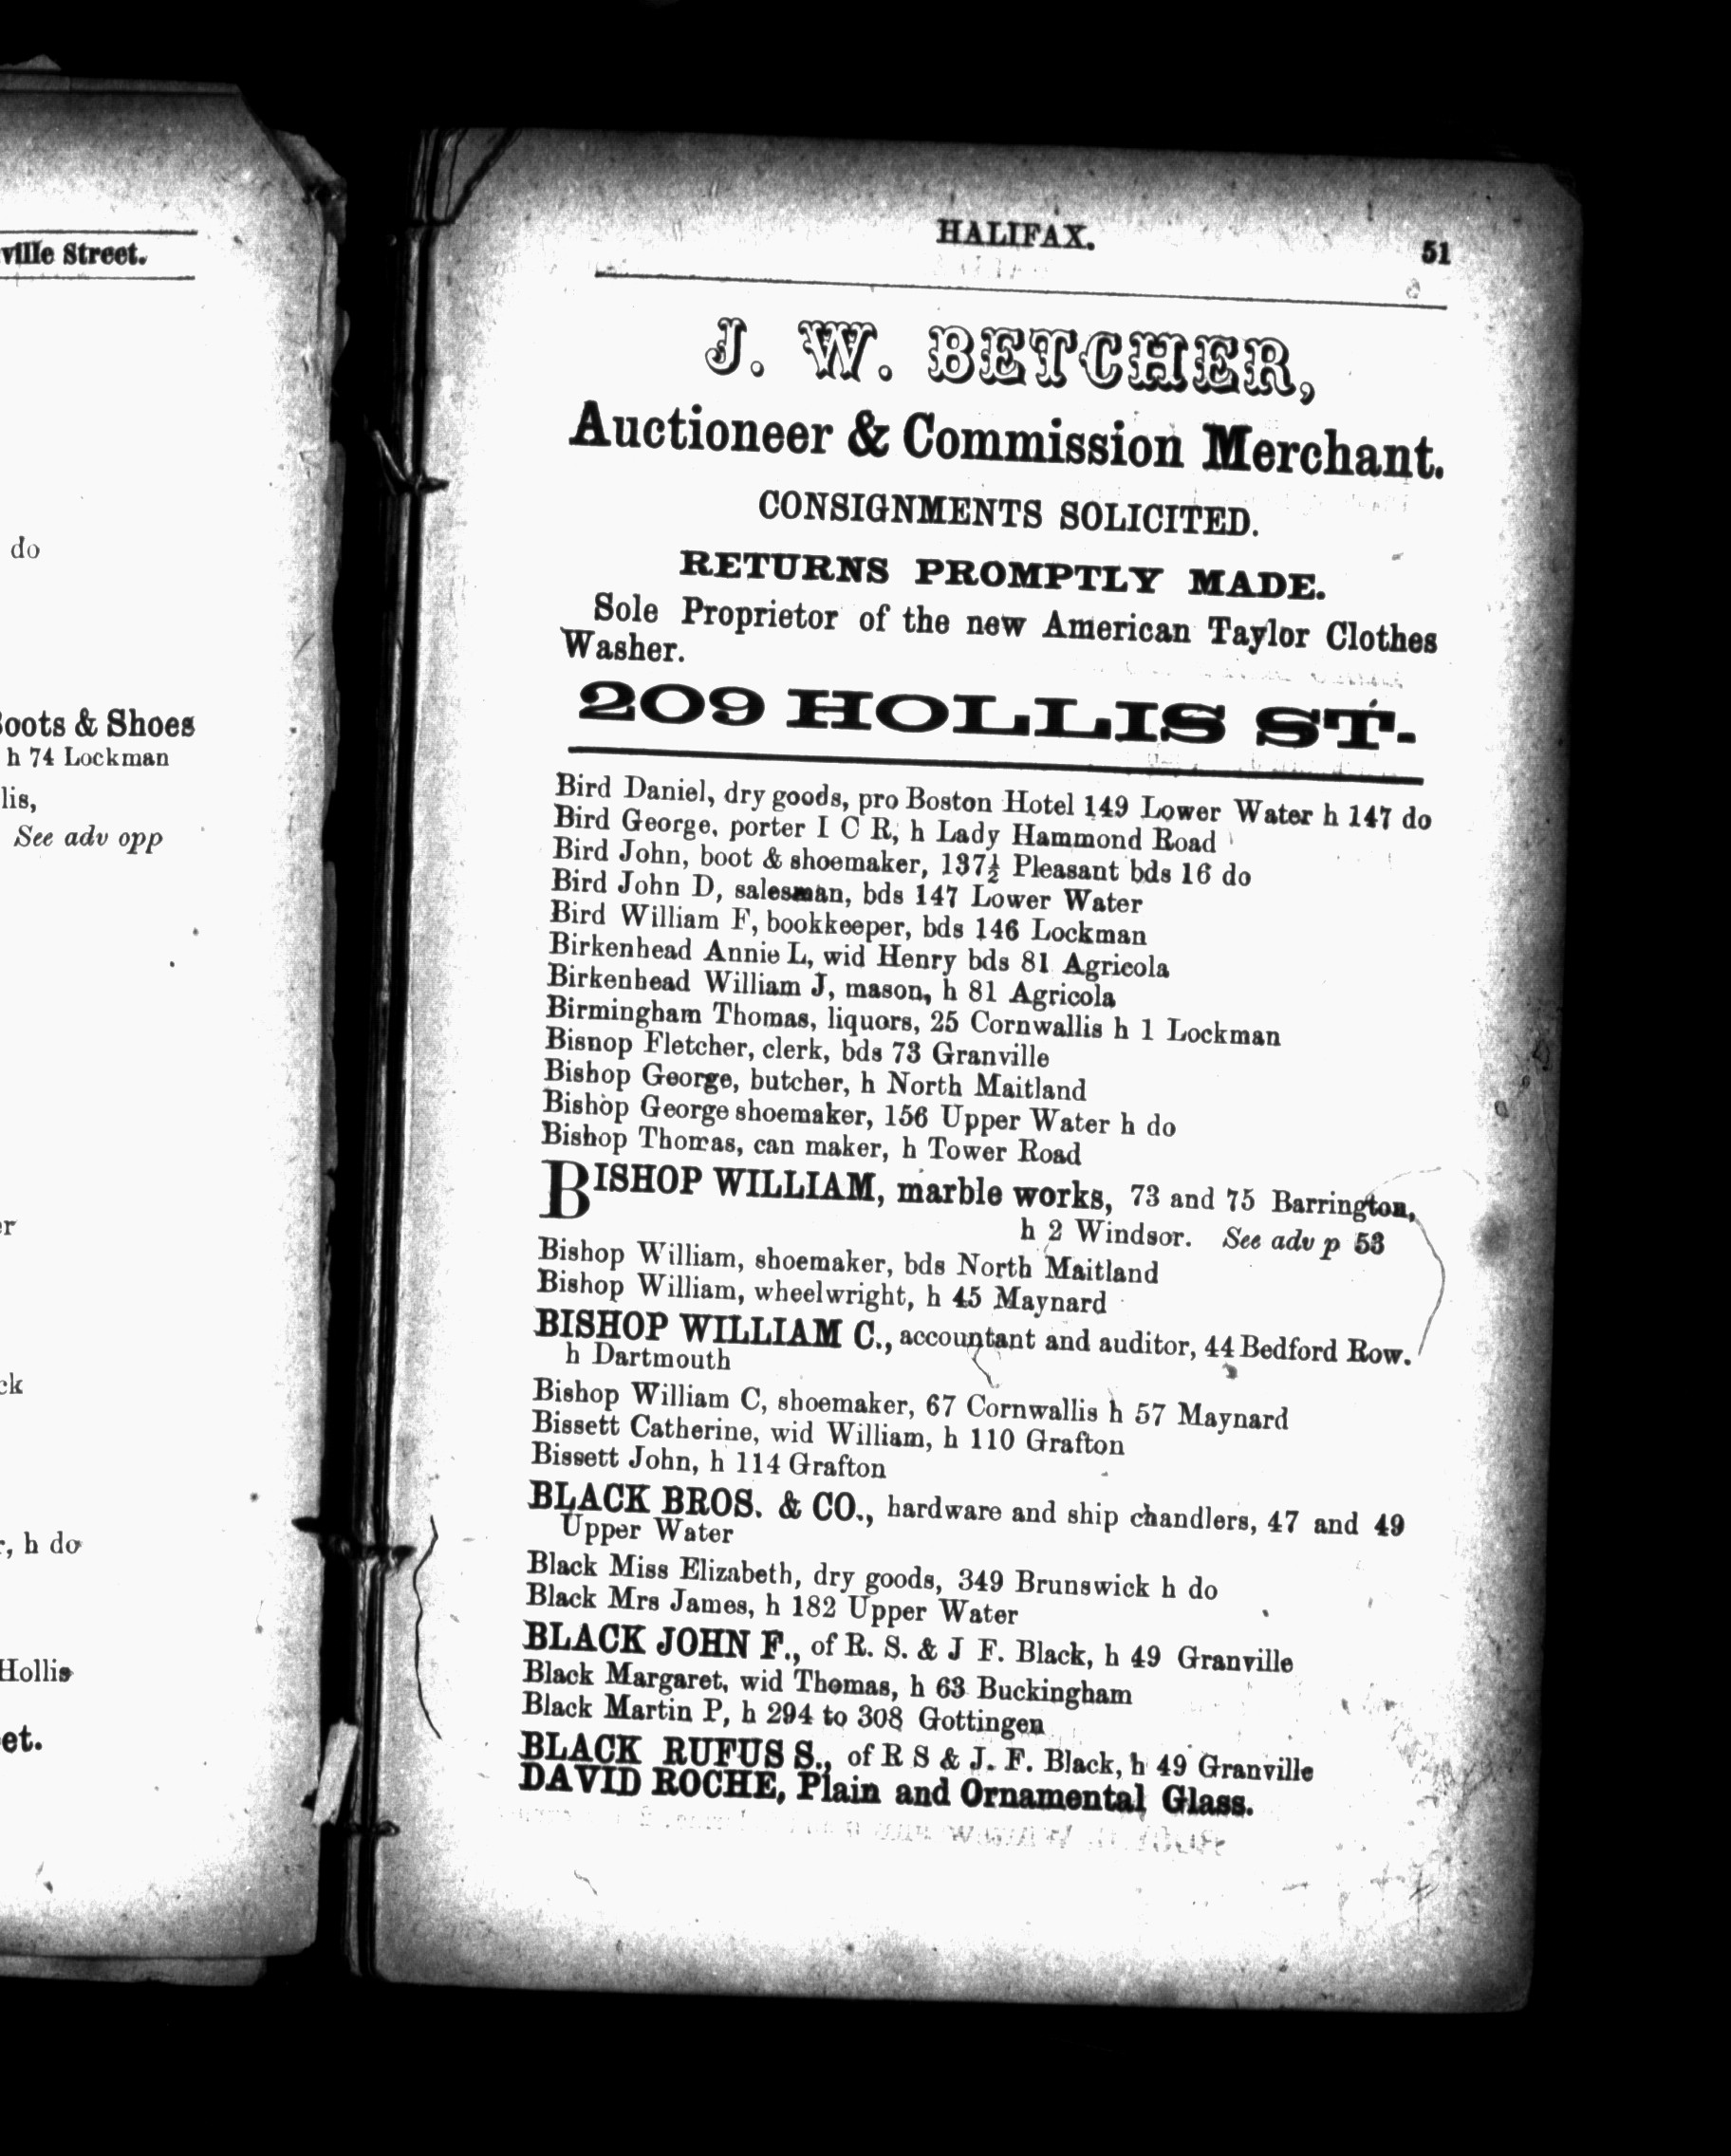 ville Street.
do
Boots & Shoes
h 74 Lockman
lis,
See adv opp
er
ck
r, h do
Hollis
et.
HALIFAX. 51
J. W. BETCHER,
Auctioneer & Commission Merchant.
CONSIGNMENTS SOLICITED.
RETURNS PROMPTLY MADE.
Sole Proprietor of the new American Taylor Clothes
Washer.
209 HOLLIS ST.
Bird Daniel, dry goods, pro Boston Hotel 149 Lower Water h 147 do
Bird George, porter I C R, h Lady Hammond Road
Bird John, boot & shoemaker, 137½ Pleasant bds 16 do
Bird John D, salesman, bds 147 Lower Water
Bird William F, bookkeeper, bds 146 Lockman
Birkenhead Annie L, wid Henry bds 81 Agricola
Birkenhead William J, mason, h 81 Agricola
Birmingham Thomas, liquors, 25 Cornwallis h 1 Lockman
Bisnop Fletcher, clerk, bds 73 Granville
Bishop George, butcher, h North Maitland
Bishop George shoemaker, 156 Upper Water h do
Bishop Thomas, can maker, h Tower Road
BISHOP WILLIAM, marble works, 73 and 75 Barrington,
h 2 Windsor. See adv p 53
Bishop William, shoemaker, bds North Maitland
Bishop William, wheelwright, h 45 Maynard
BISHOP WILLIAM C., accountant and auditor, 44 Bedford Row.
h Dartmouth
Bishop William C, shoemaker, 67 Cornwallis h 57 Maynard
Bissett Catherine, wid William, h 110 Grafton
Bissett John, h 114 Grafton
BLACK BROS. & CO., hardware and ship chandlers, 47 and 49
Upper Water
Black Miss Elizabeth, dry goods, 349 Brunswick h do
Black Mrs James, h 182 Upper Water
BLACK JOHN F., of R. S. & J F. Black, h 49 Granville
Black Margaret, wid Thomas, h 63 Buckingham
Black Martin P, h 294 to 308 Gottingen
BLACK RUFUS S., of R S & J. F. Black, h 49 Granville
DAVID ROCHE, Plain and Ornamental Glass.